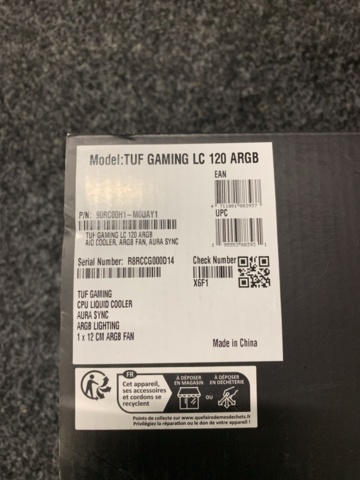 Model:TUF GAMING LC 120 ARGB
EAN
P/N: 90RC00H1-M0UAY1
UPC
TUF GAMING LC 120 ARGB
AIO COOLER, ARGB FAN, AURA SYNC
Serial Number: R8RCCG000D14
Check Number
X6F1
TUF GAMING
CPU LIQUID COOLER
AURA SYNC
ARGB LIGHTING
1 x 12 CM ARGB FAN
Made in China
FR
Cet appareil,
ses accessoires
et cordons se
recyclent
À DÉPOSER
EN MAGASIN
OU
À DÉPOSER
EN DÉCHÈTERIE
Points de collecte sur www.quefairedemesdechets.fr
Privilégiez la réparation ou le don de votre appareil !